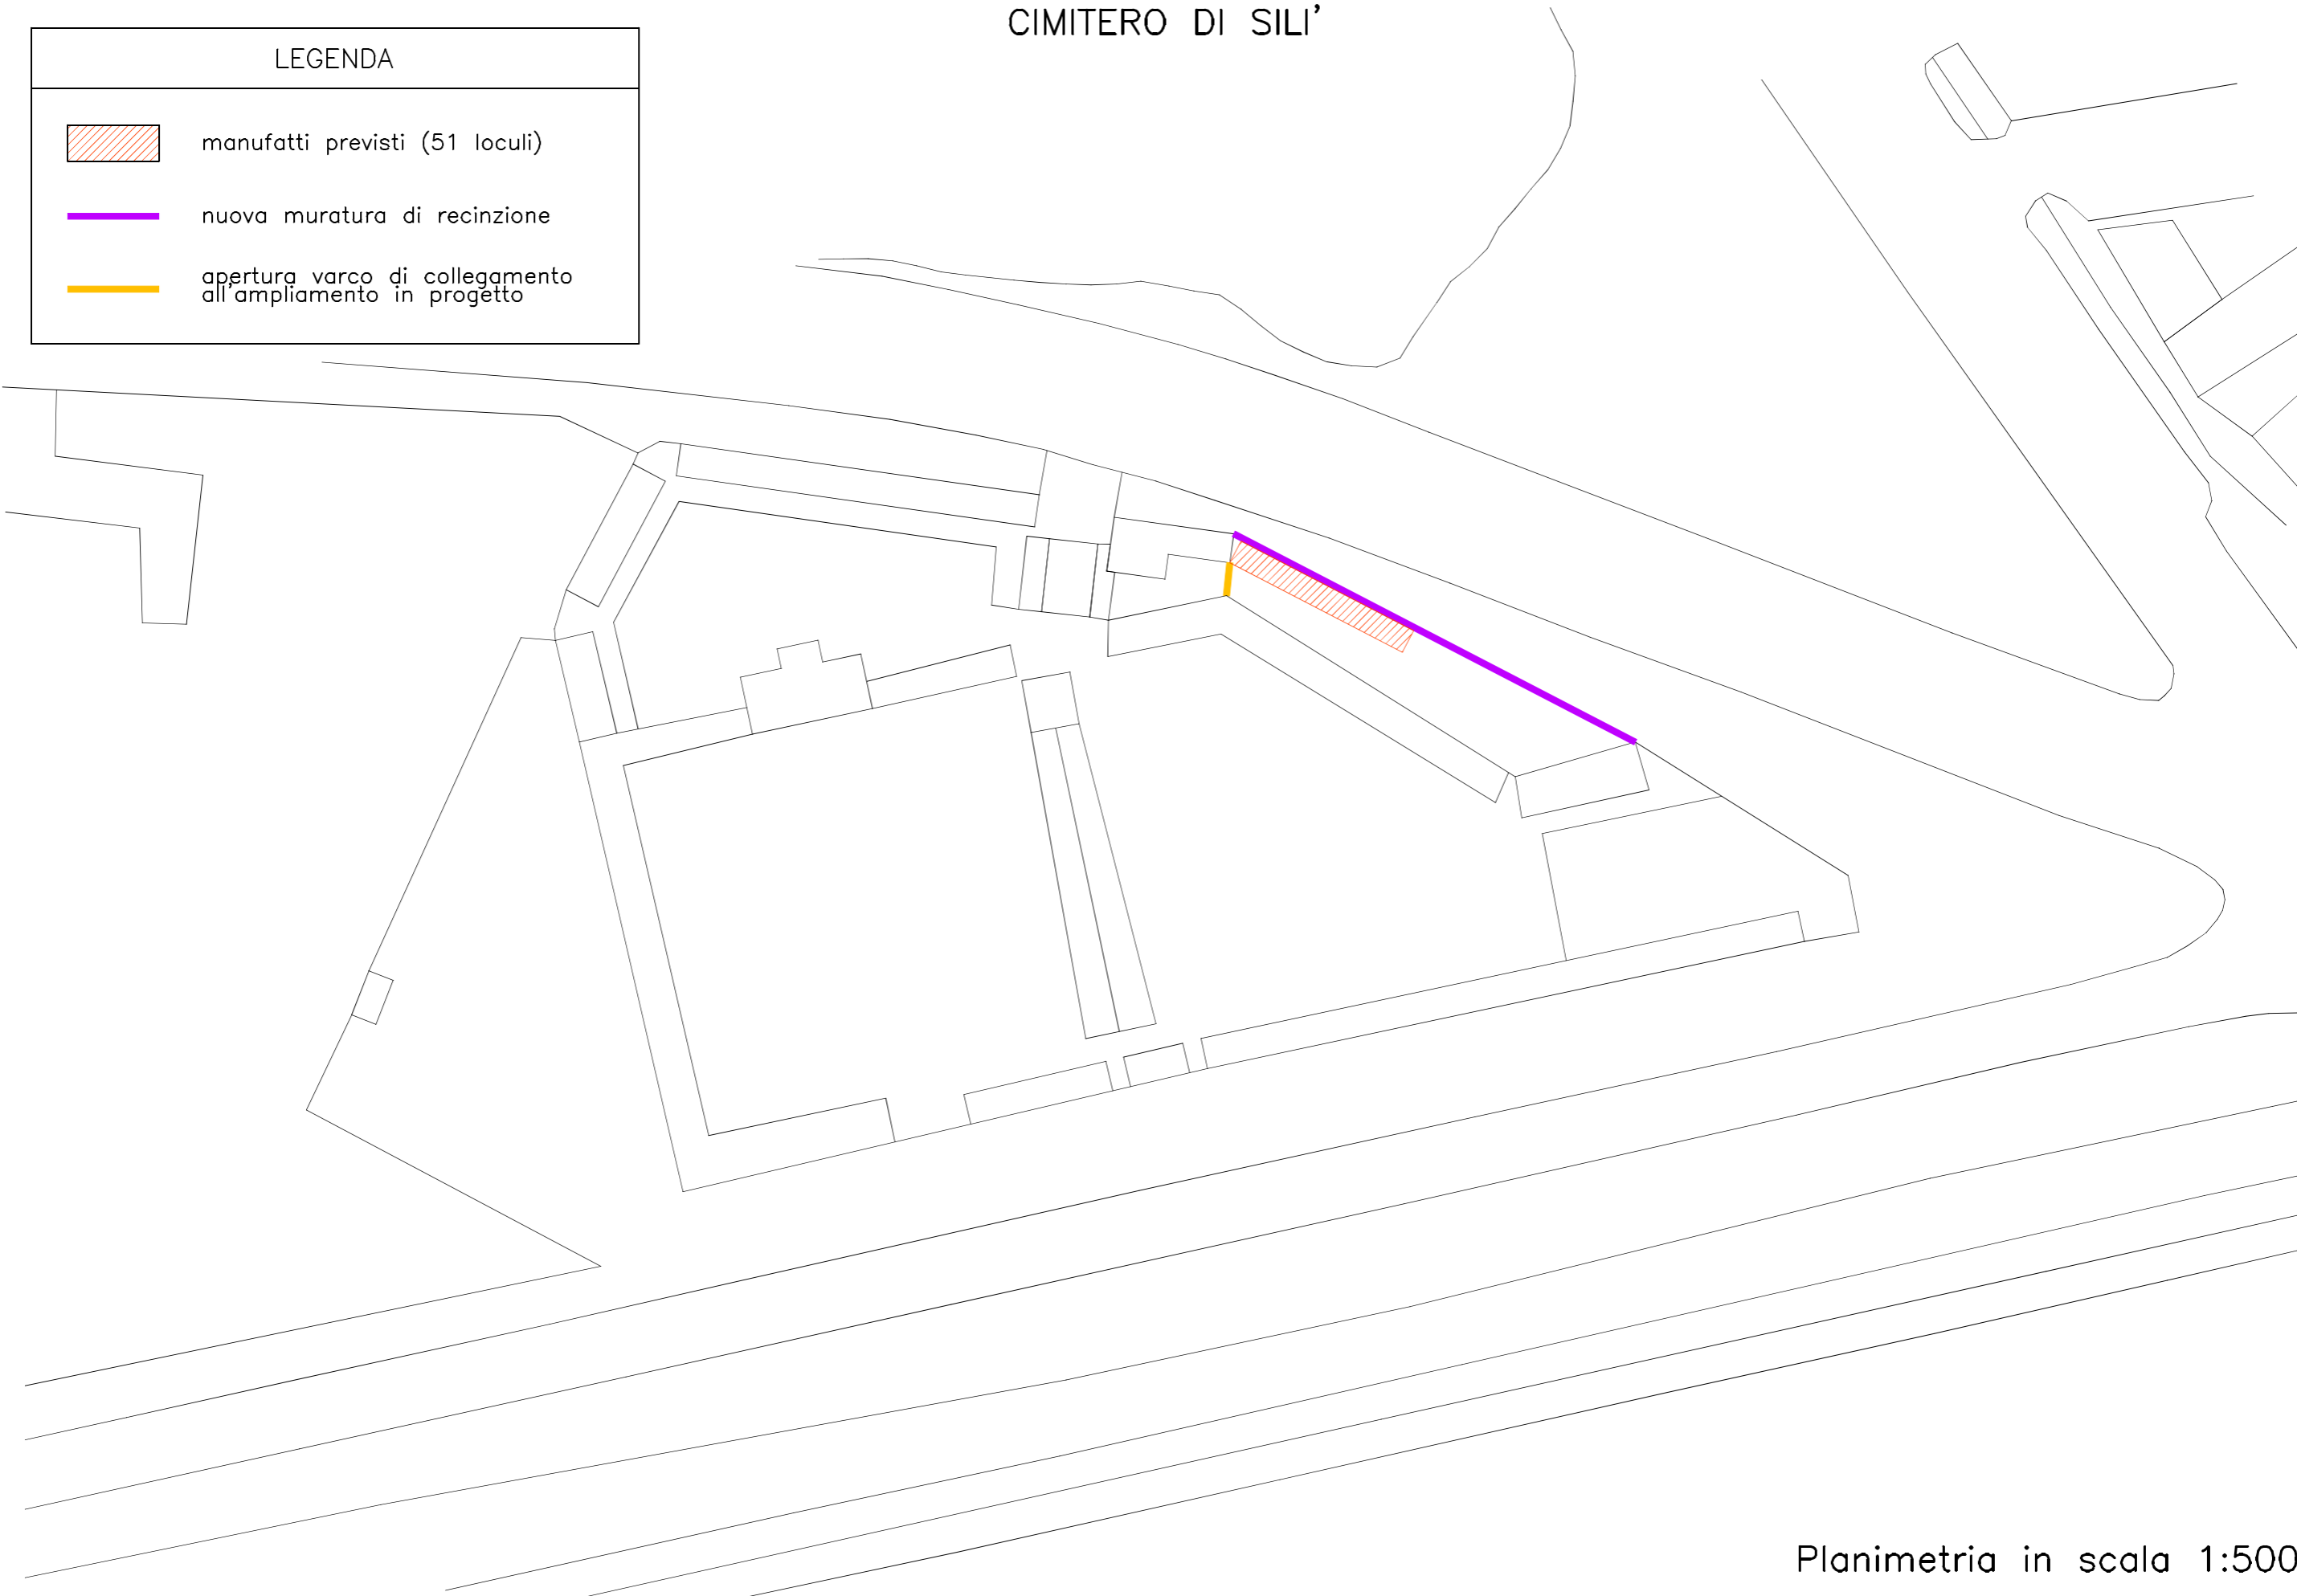 CIMITERO DI SILI'
LEGENDA
manufatti previsti (51 loculi)
nuova muratura di recinzione
apertura varco di collegamento
all'ampliamento in progetto
Planimetria in scala 1:500